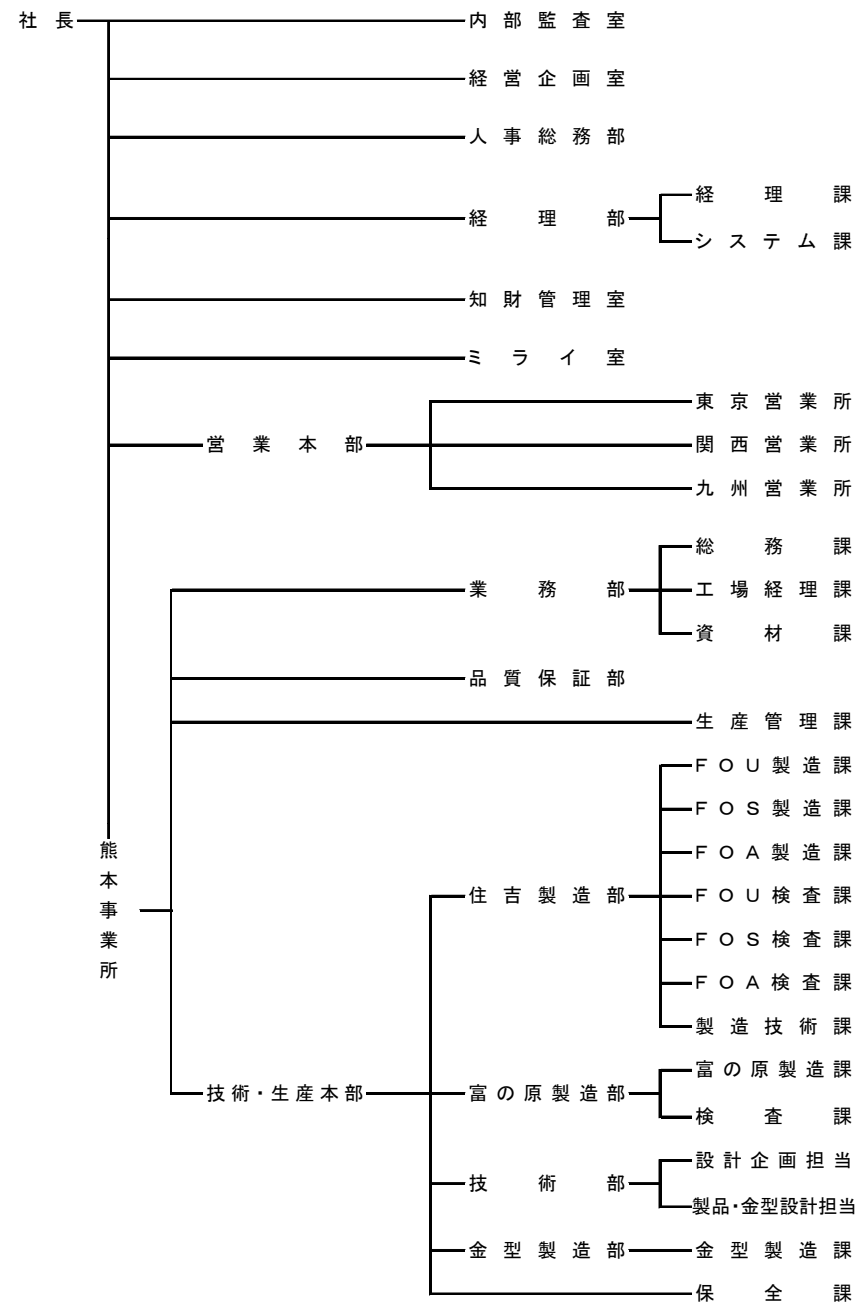 社長
内部監査室
経営企画室
人事総務部
経理部
経理課
システム課
知財管理室
ミライ室
営業本部
東京営業所
関西営業所
九州営業所
熊本事業所
業務部
総務課
工場経理課
資材課
品質保証部
生産管理課
技術・生産本部
住吉製造部
ＦＯＵ製造課
ＦＯＳ製造課
ＦＯＡ製造課
ＦＯＵ検査課
ＦＯＳ検査課
ＦＯＡ検査課
製造技術課
富の原製造部
富の原製造課
検査課
技術部
設計企画担当
製品・金型設計担当
金型製造部
金型製造課
保全課